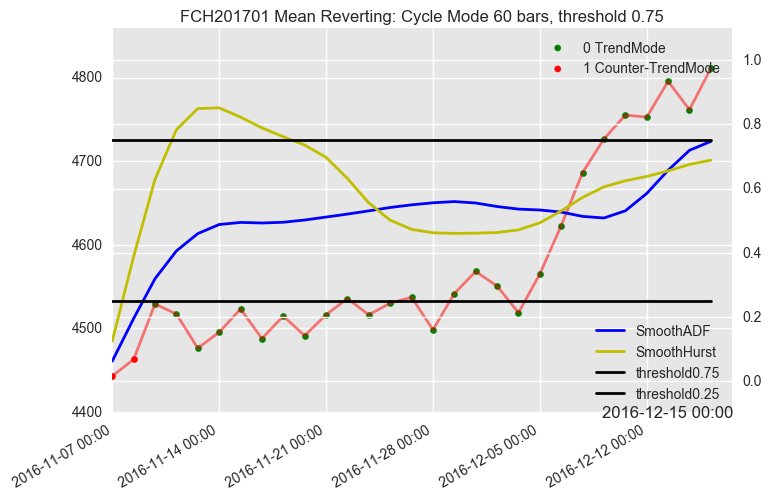 FCH201701 Mean Reverting: Cycle Mode 60 bars, threshold 0.75
0 TrendMode
1 Counter-TrendMode
4800
4700
4600
4500
4400
1.0
0.8
0.6
0.4
0.2
0.0
SmoothADF
SmoothHurst
threshold0.75
threshold0.25
2016-12-15 00:00
2016-11-07 00:00
2016-11-14 00:00
2016-11-21 00:00
2016-11-28 00:00
2016-12-05 00:00
2016-12-12 00:00